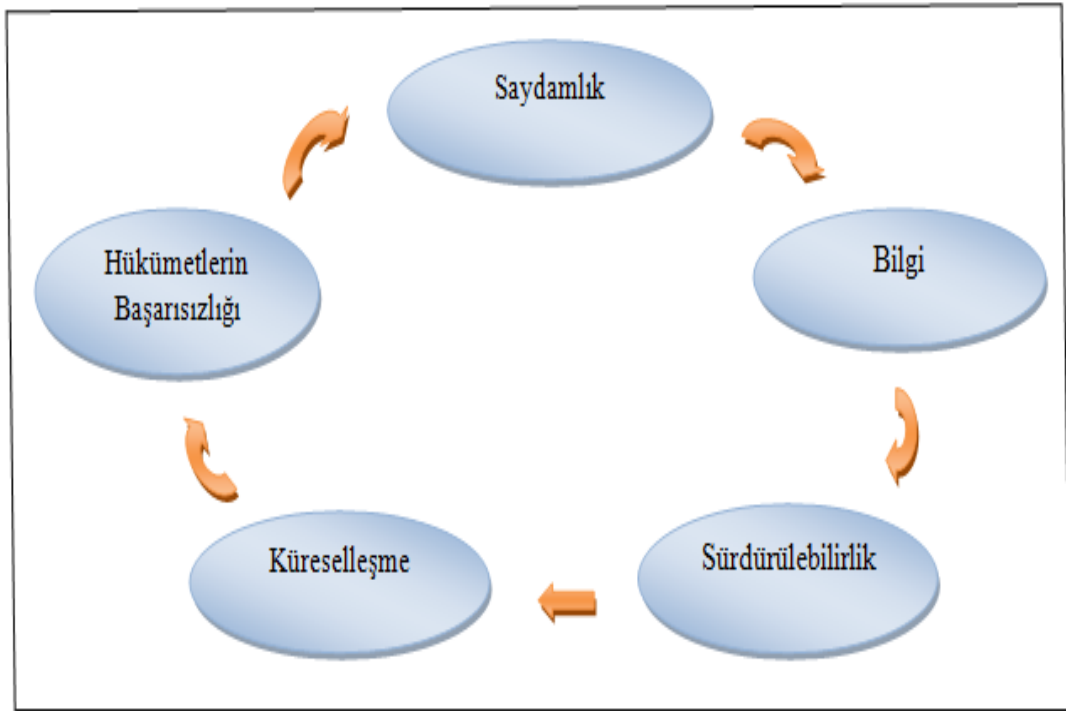 Saydamlık
Bilgi
Sürdürülebilirlik
Küreselleşme
Hükümetlerin
Başarısızlığı